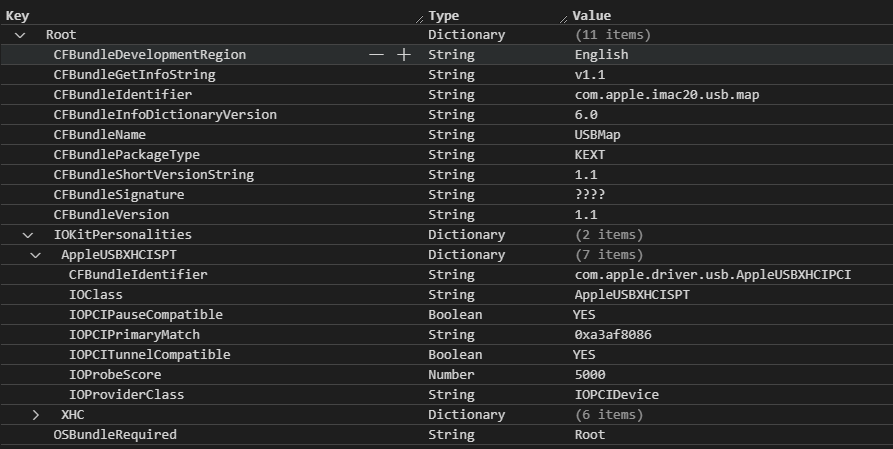 Key Type Value
Root Dictionary (11 items)
CFBundleDevelopmentRegion String English
CFBundleGetInfoString String v1.1
CFBundleIdentifier String com.apple.imac20.usb.map
CFBundleInfoDictionaryVersion String 6.0
CFBundleName String USBMap
CFBundlePackageType String KEXT
CFBundleShortVersionString String 1.1
CFBundleSignature String ????
CFBundleVersion String 1.1
IOKitPersonalities Dictionary (2 items)
AppleUSBXHCISPT Dictionary (7 items)
CFBundleIdentifier String com.apple.driver.usb.AppleUSBXHCIPCI
IOClass String AppleUSBXHCISPT
IOPCIPauseCompatible Boolean YES
IOPCIPrimaryMatch String 0xa3af8086
IOPCITunnelCompatible Boolean YES
IOProbeScore Number 5000
IOProviderClass String IOPCIDevice
XHC Dictionary (6 items)
OSBundleRequired String Root